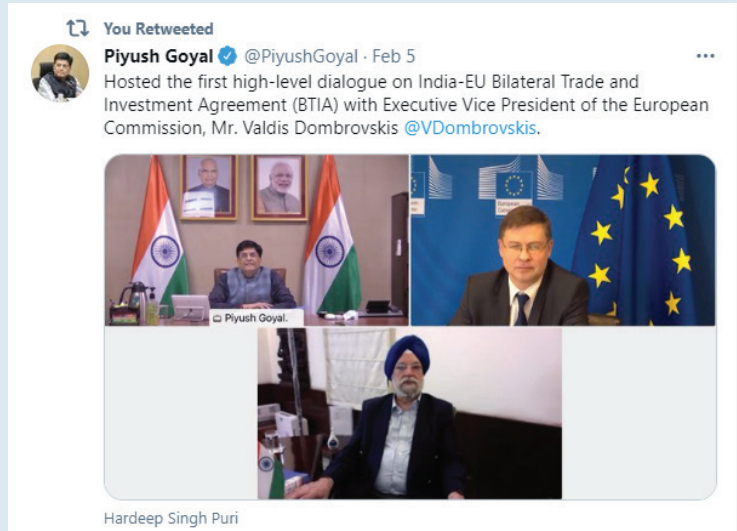 You Retweeted
Piyush Goyal @PiyushGoyal · Feb 5
Hosted the first high-level dialogue on India-EU Bilateral Trade and
Investment Agreement (BTIA) with Executive Vice President of the European
Commission, Mr. Valdis Dombrovskis @VDombrovskis.
European
Commission
Piyush Goyal.
Hardeep Singh Puri